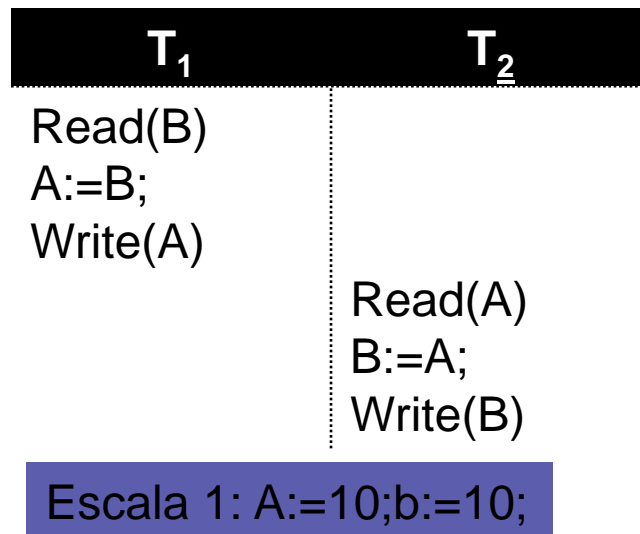 T1 T2
Read(B)
A:=B;
Write(A)
Read(A)
B:=A;
Write(B)
Escala 1: A:=10;b:=10;